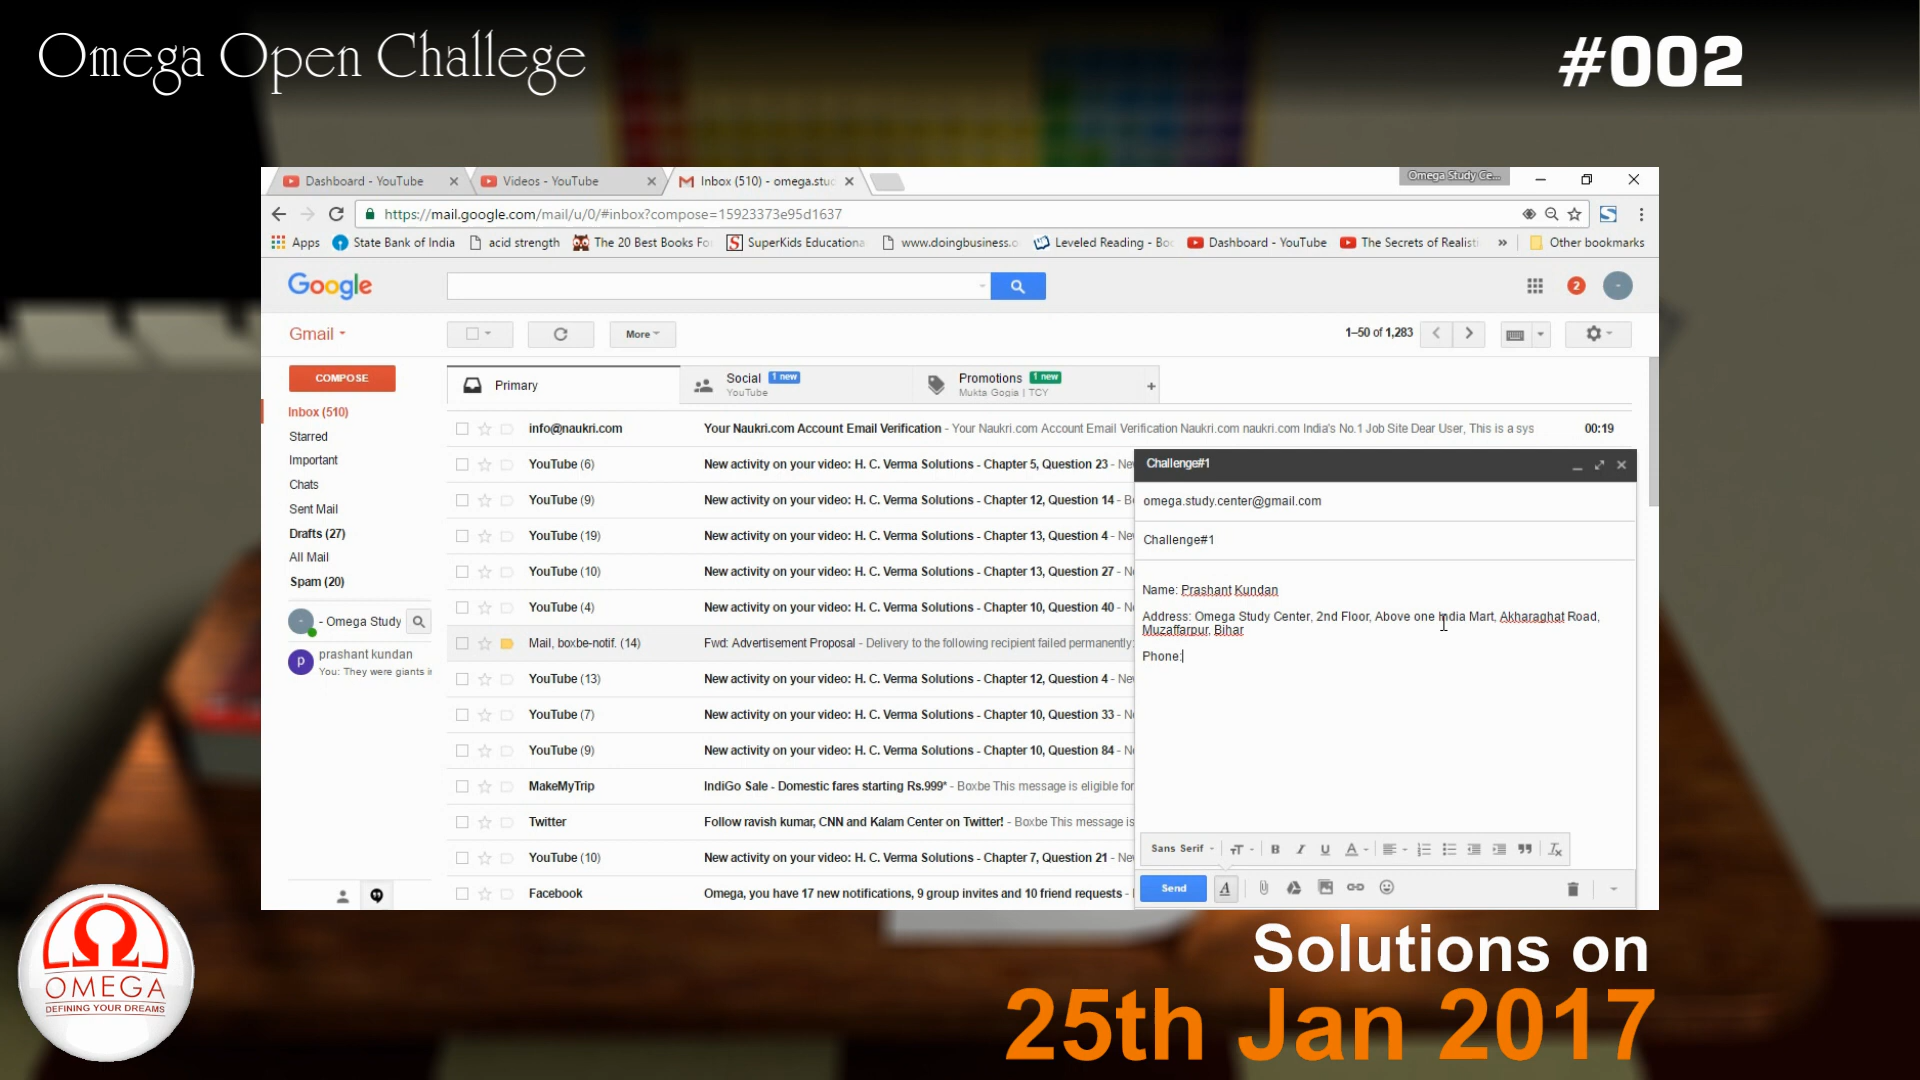 Omega Open Challege
#002
Dashboard - YouTube
Videos - YouTube
Inbox (510) - omega.stud
Omega Study Ce...
https://mail.google.com/mail/u/0/#inbox?compose=15923373e95d1637
Apps
State Bank of India
acid strength
The 20 Best Books Fo
SuperKids Educationa
www.doingbusiness.o
Leveled Reading - Bo
Dashboard - YouTube
The Secrets of Realisti
»
Other bookmarks
Google
2
Gmail
More
1–50 of 1,283
COMPOSE
Inbox (510)
Starred
Important
Chats
Sent Mail
Drafts (27)
All Mail
Spam (20)
- Omega Study
prashant kundan
You: They were giants i
Primary
Social 1 new
YouTube
Promotions 1 new
Mukta Gogia | TCY
info@naukri.com Your Naukri.com Account Email Verification - Your Naukri.com Account Email Verification Naukri.com naukri.com India's No.1 Job Site Dear User, This is a sys 00:19
YouTube (6) New activity on your video: H. C. Verma Solutions - Chapter 5, Question 23 - Ne
YouTube (9) New activity on your video: H. C. Verma Solutions - Chapter 12, Question 14 - B
YouTube (19) New activity on your video: H. C. Verma Solutions - Chapter 13, Question 4 - Ne
YouTube (10) New activity on your video: H. C. Verma Solutions - Chapter 13, Question 27 - N
YouTube (4) New activity on your video: H. C. Verma Solutions - Chapter 10, Question 40 - N
Mail, boxbe-notif. (14) Fwd: Advertisement Proposal - Delivery to the following recipient failed permanently:
YouTube (13) New activity on your video: H. C. Verma Solutions - Chapter 12, Question 4 - Ne
YouTube (7) New activity on your video: H. C. Verma Solutions - Chapter 10, Question 33 - N
YouTube (9) New activity on your video: H. C. Verma Solutions - Chapter 10, Question 84 - N
MakeMyTrip IndiGo Sale - Domestic fares starting Rs.999* - Boxbe This message is eligible for
Twitter Follow ravish kumar, CNN and Kalam Center on Twitter! - Boxbe This message is
YouTube (10) New activity on your video: H. C. Verma Solutions - Chapter 7, Question 21 - Ne
Facebook Omega, you have 17 new notifications, 9 group invites and 10 friend requests -
Challenge#1
omega.study.center@gmail.com
Challenge#1
Name: Prashant Kundan
Address: Omega Study Center, 2nd Floor, Above one India Mart, Akharaghat Road,
Muzaffarpur, Bihar
Phone:
Sans Serif
Send
Solutions on
25th Jan 2017
OMEGA
DEFINING YOUR DREAMS